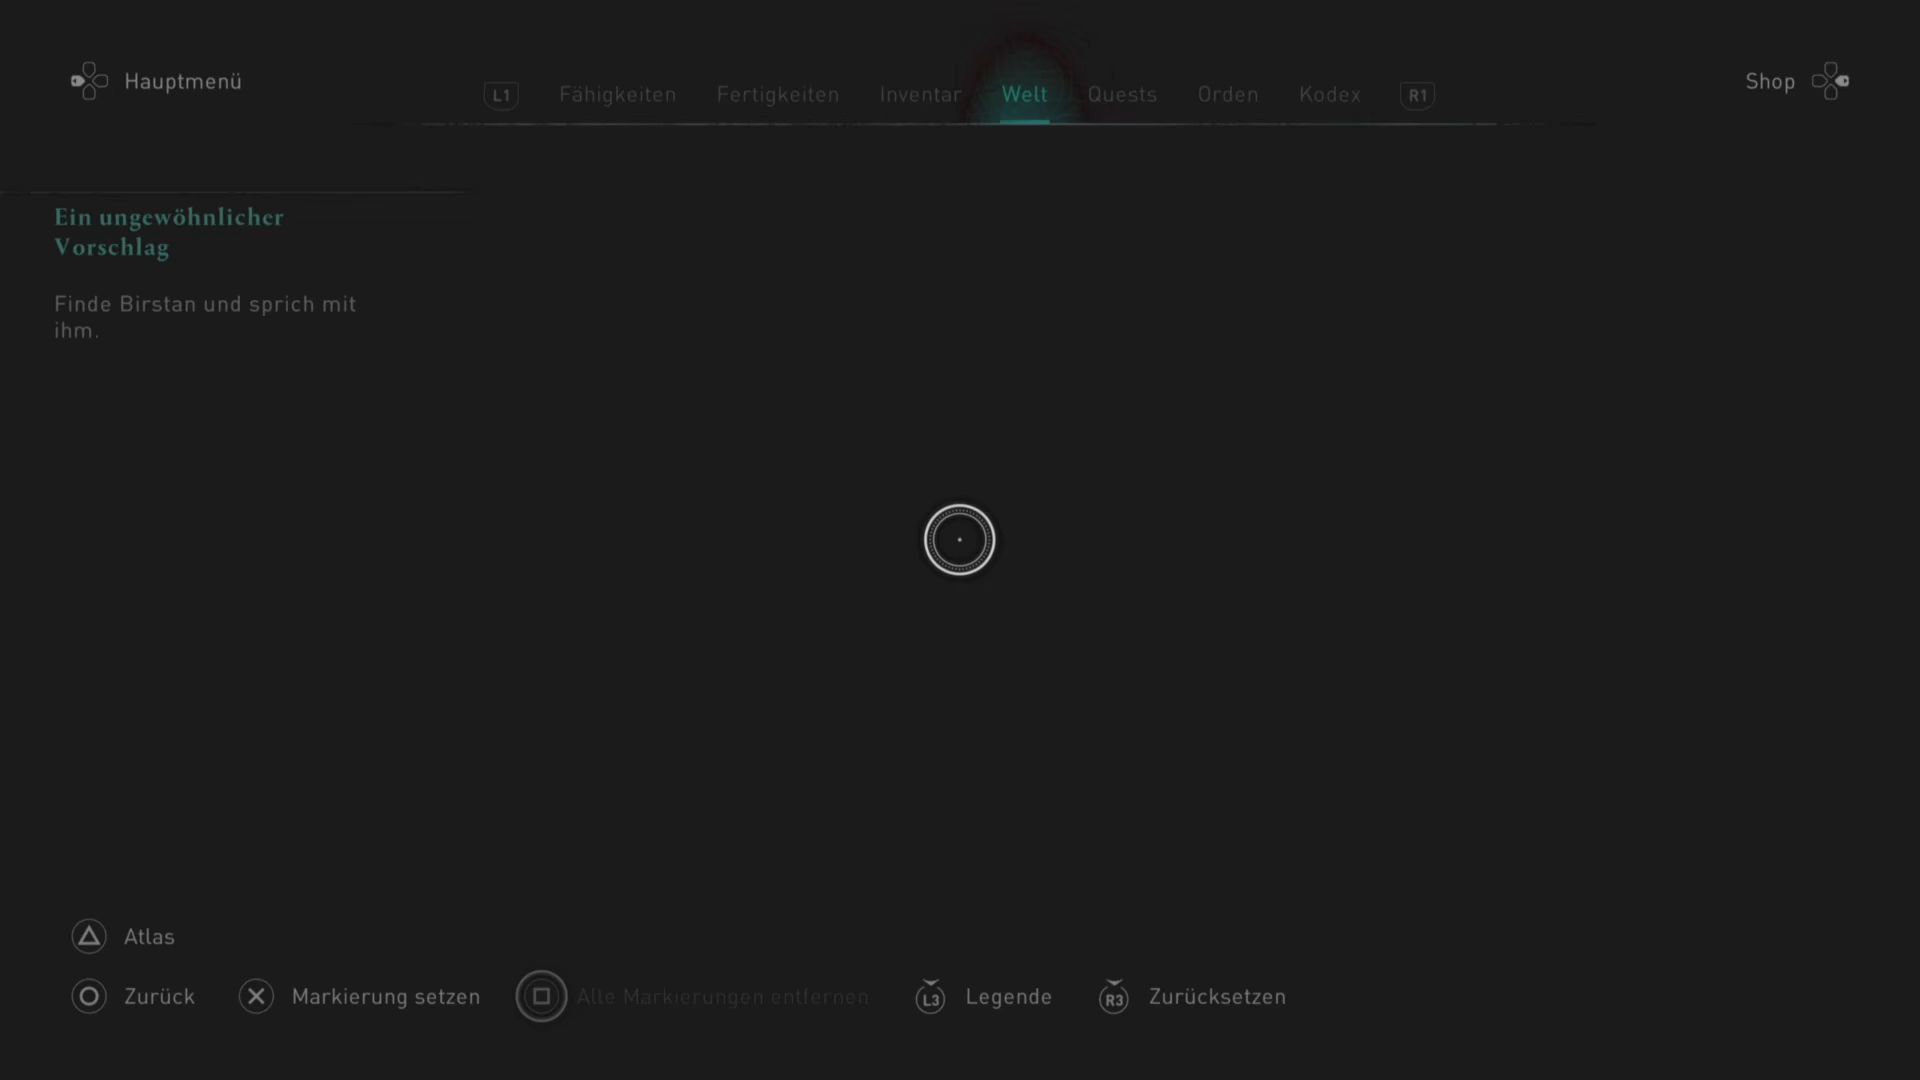 Hauptmenü
L1 Fähigkeiten Fertigkeiten Inventar Welt Quests Orden Kodex R1
Shop
Ein ungewöhnlicher
Vorschlag
Finde Birstan und sprich mit
ihm.
Atlas
Zurück Markierung setzen Alle Markierungen entfernen L3 Legende R3 Zurücksetzen